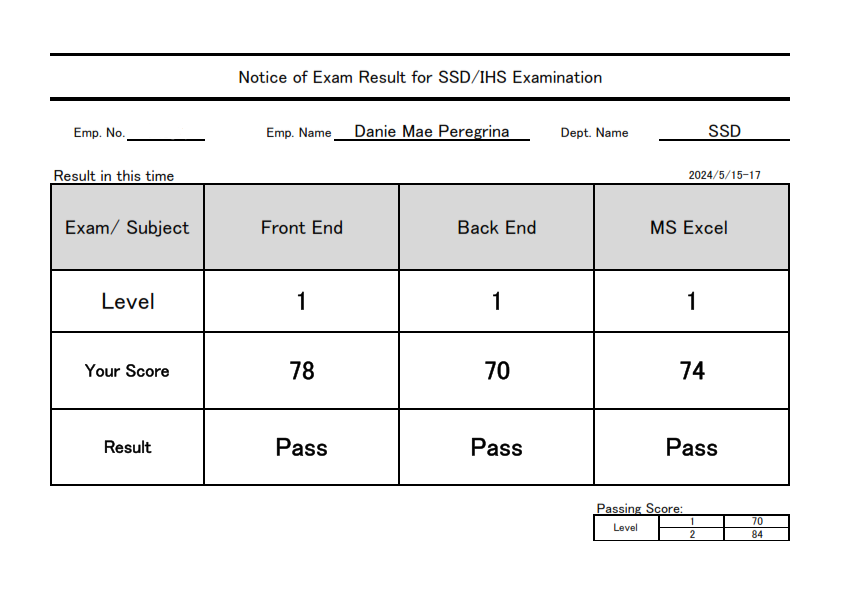 Notice of Exam Result for SSD/IHS Examination
Emp. No. Emp. Name Danie Mae Peregrina Dept. Name SSD
Result in this time 2024/5/15-17
Exam/ Subject Front End Back End MS Excel
Level 1 1 1
Your Score 78 70 74
Result Pass Pass Pass
Passing Score:
Level 1 70
2 84